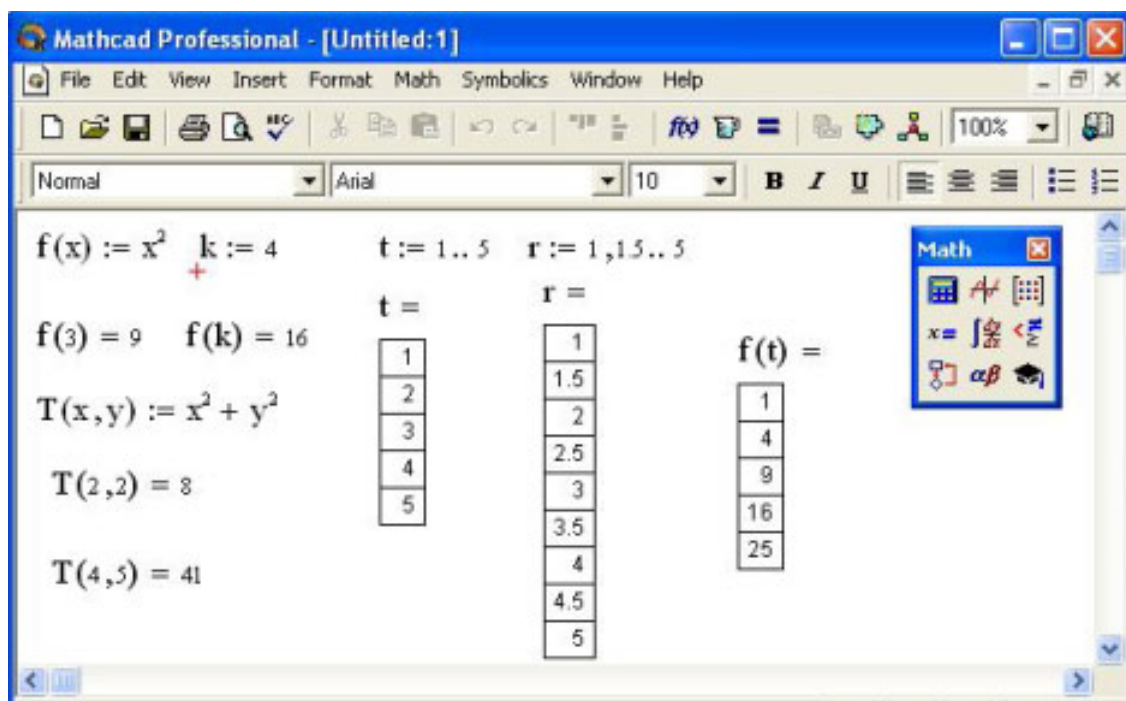 Mathcad Professional - [Untitled:1]
File Edit View Insert Format Math Symbolics Window Help
100%
Normal Arial 10 B I U
f(x) := x² k := 4 t := 1.. 5 r := 1,1.5.. 5
Math
t = r =
f(3) = 9 f(k) = 16 f(t) =
T(x,y) := x² + y²
T(2,2) = 8
T(4,5) = 41
1
2
3
4
5
1
1.5
2
2.5
3
3.5
4
4.5
5
1
4
9
16
25